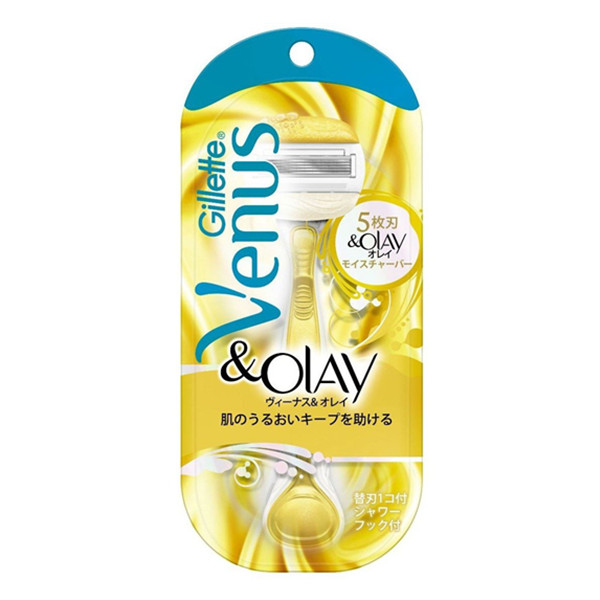 Gillette®
Venus
&OLAY
ヴィーナス&オレイ
肌のうるおいキープを助ける
5枚刃
&OLAY
オレイ
モイスチャーバー
替刃1コ付
シャワー
フック付